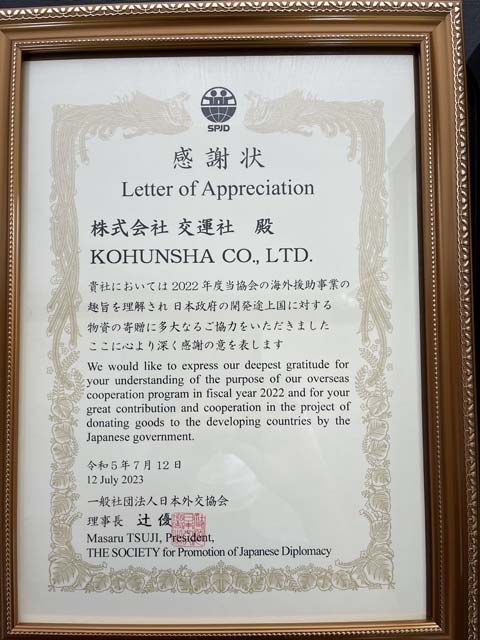 SPJD
感謝状
Letter of Appreciation
株式会社 交運社 殿
KOHUNSHA CO., LTD.
貴社においては2022年度当協会の海外援助事業の
趣旨を理解され 日本政府の開発途上国に対する
物資の寄贈に多大なるご協力をいただきました
ここに心より深く感謝の意を表します
We would like to express our deepest gratitude for
your understanding of the purpose of our overseas
cooperation program in fiscal year 2022 and for your
great contribution and cooperation in the project of
donating goods to the developing countries by the
Japanese government.
令和5年7月12日
12 July 2023
一般社団法人日本外交協会
理事長 辻 優
Masaru TSUJI, President,
THE SOCIETY for Promotion of Japanese Diplomacy